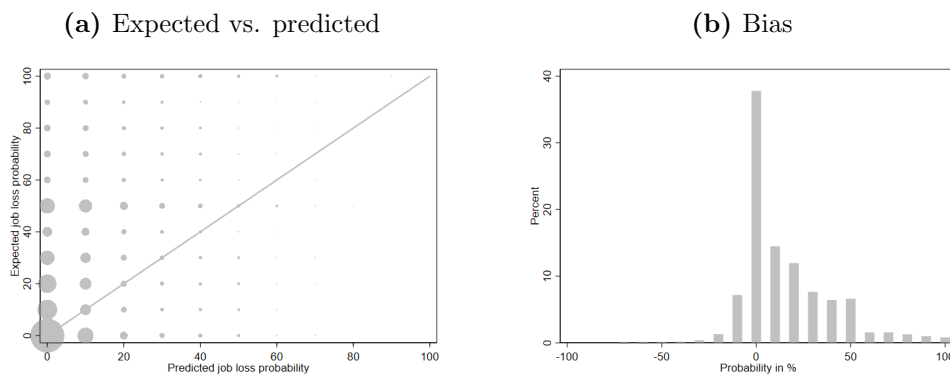 (a) Expected vs. predicted
(b) Bias
Expected job loss probability
0 20 40 60 80 100
0 20 40 60 80 100
Predicted job loss probability
Percent
0 10 20 30 40
-100 -50 0 50 100
Probability in %